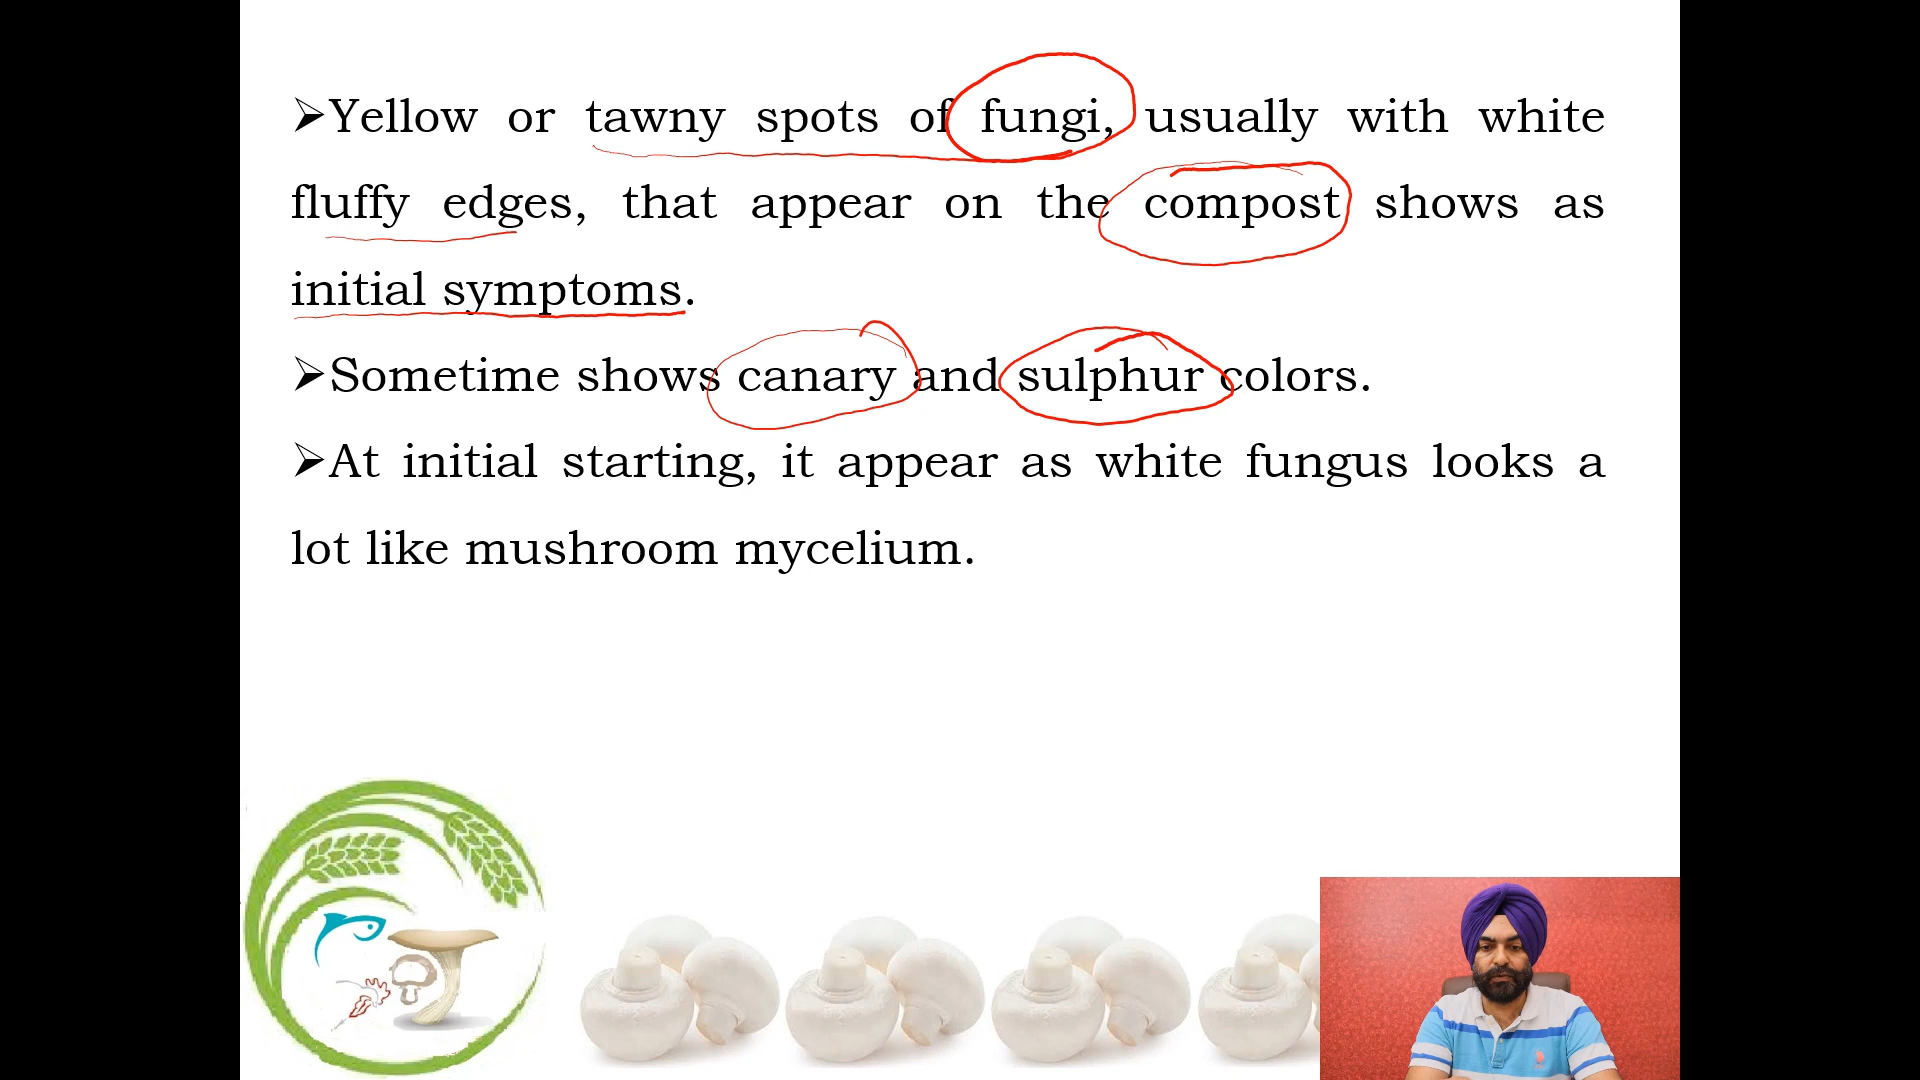 ➢Yellow or tawny spots of fungi, usually with white
fluffy edges, that appear on the compost shows as
initial symptoms.
➢Sometime shows canary and sulphur colors.
➢At initial starting, it appear as white fungus looks a
lot like mushroom mycelium.